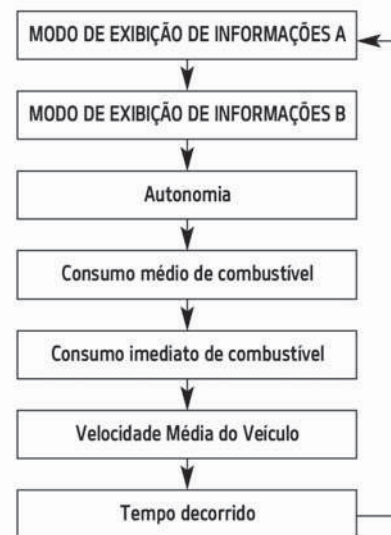 MODO DE EXIBIÇÃO DE INFORMAÇÕES A
MODO DE EXIBIÇÃO DE INFORMAÇÕES B
Autonomia
Consumo médio de combustível
Consumo imediato de combustível
Velocidade Média do Veículo
Tempo decorrido